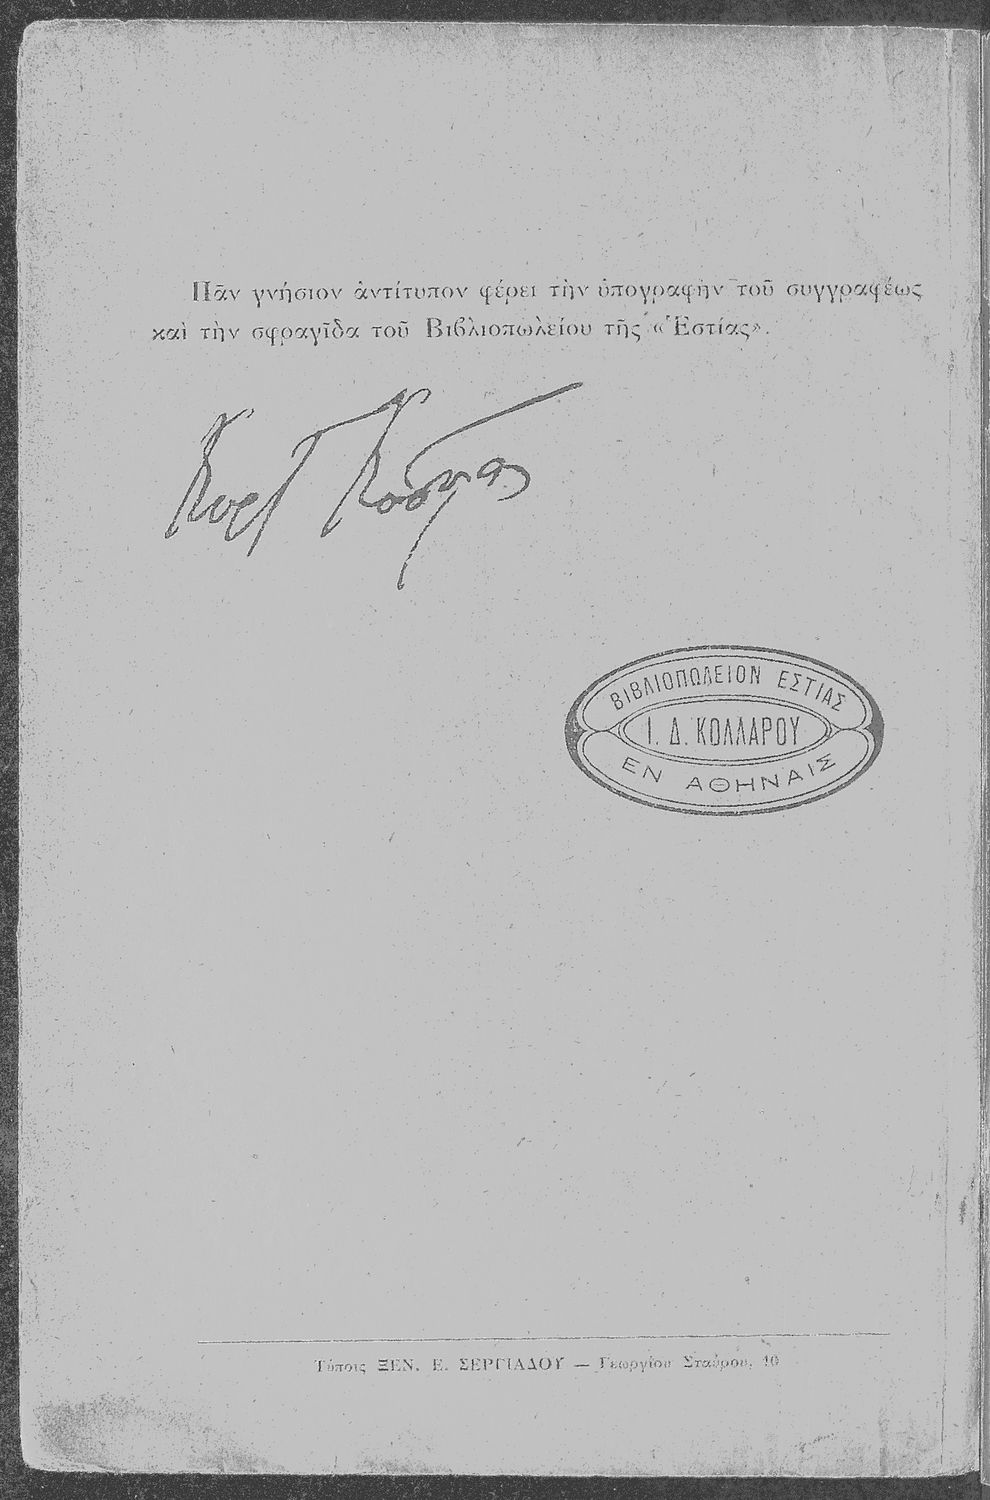 Πᾶν γνήσιον ἀντίτυπον φέρει τὴν ὑπογραφὴν τοῦ συγγραφέως
καὶ τὴν σφραγῖδα τοῦ Βιβλιοπωλείου τῆς «Ἑστίας».
ΒΙΒΛΙΟΠΩΛΕΙΟΝ ΕΣΤΙΑΣ
Ι. Δ. ΚΟΛΛΑΡΟΥ
ΕΝ ΑΘΗΝΑΙΣ
Τύποις ΞΕΝ. Ε. ΣΕΡΓΙΑΔΟΥ — Γεωργίου Σταύρου, 10